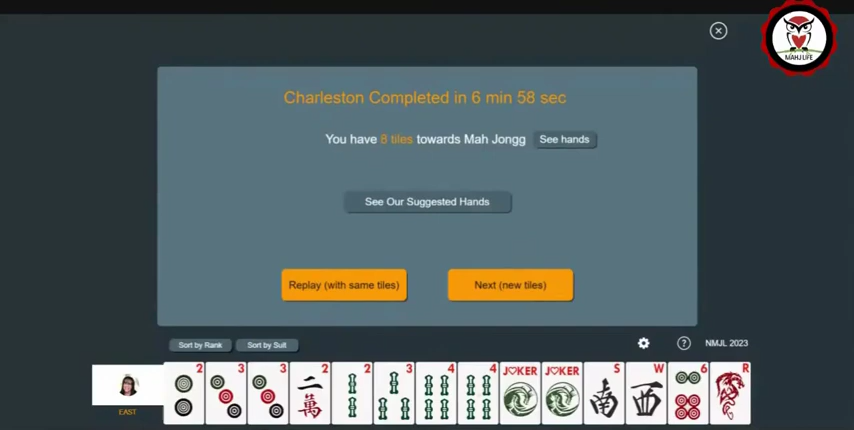 MAHJ LIFE
Charleston Completed in 6 min 58 sec
You have 8 tiles towards Mah Jongg See hands
See Our Suggested Hands
Replay (with same tiles) Next (new tiles)
Sort by Rank Sort by Suit ? NMJL 2023
2 3 3 2 2 3 4 4 JOKER JOKER S W 6 R
二 南 西
萬
EAST